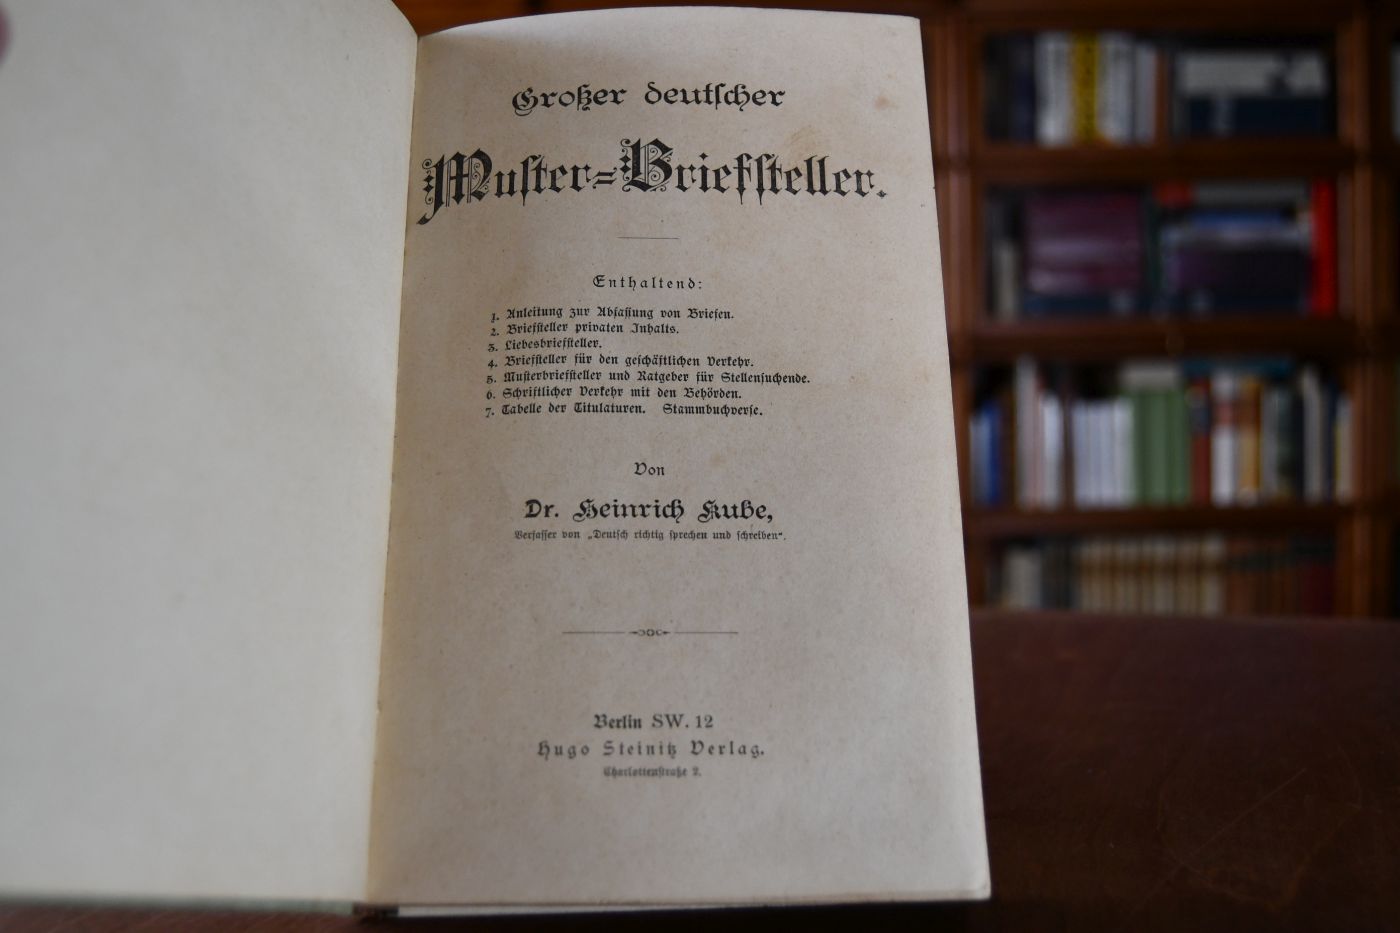 Großer deutscher
Muster=Briefsteller.
Enthaltend:
1. Anleitung zur Abfassung von Briefen.
2. Briefsteller privaten Inhalts.
3. Liebesbriefsteller.
4. Briefsteller für den geschäftlichen Verkehr.
5. Musterbriefsteller und Ratgeber für Stellensuchende.
6. Schriftlicher Verkehr mit den Behörden.
7. Tabelle der Titulaturen. Stammbuchverse.
Von
Dr. Heinrich Kube,
Verfasser von „Deutsch richtig sprechen und schreiben“.
Berlin SW. 12
Hugo Steinitz Verlag.
Charlottenstraße 2.